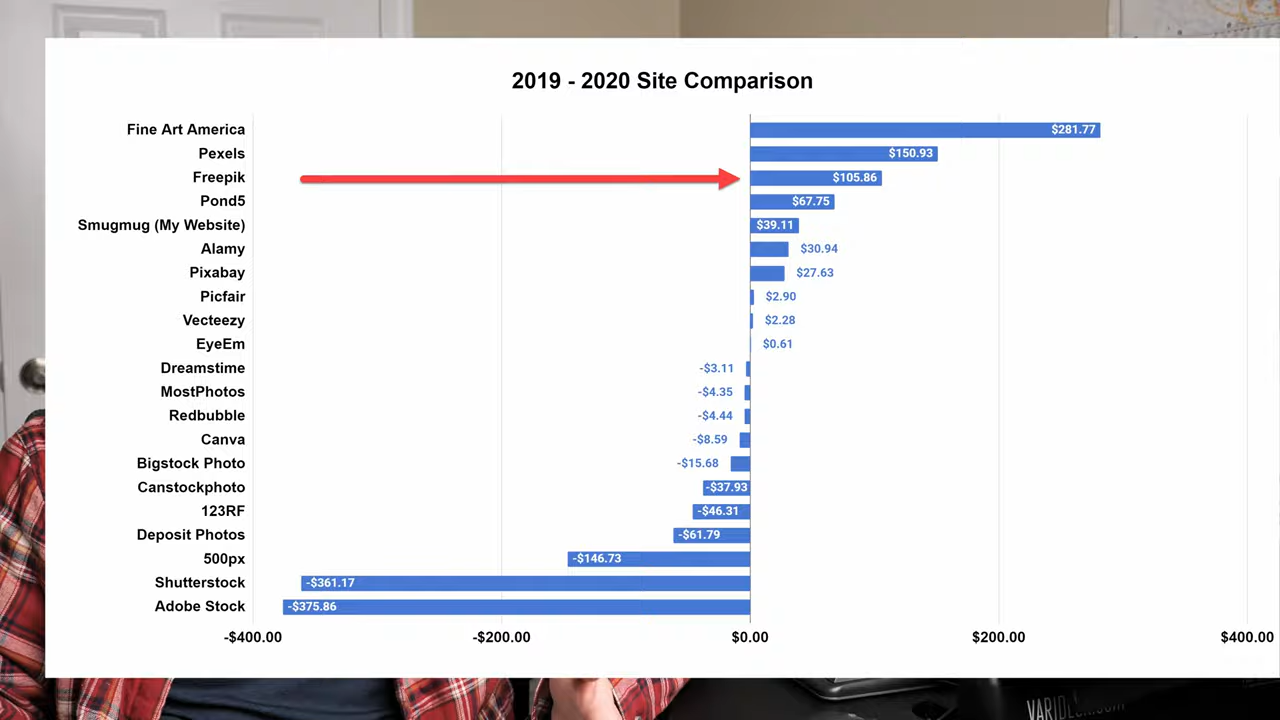 2019 - 2020 Site Comparison
Fine Art America $281.77
Pexels $150.93
Freepik $105.86
Pond5 $67.75
Smugmug (My Website) $39.11
Alamy $30.94
Pixabay $27.63
Picfair $2.90
Vecteezy $2.28
EyeEm $0.61
Dreamstime -$3.11
MostPhotos -$4.35
Redbubble -$4.44
Canva -$8.59
Bigstock Photo -$15.68
Canstockphoto -$37.93
123RF -$46.31
Deposit Photos -$61.79
500px -$146.73
Shutterstock -$361.17
Adobe Stock -$375.86
-$400.00 -$200.00 $0.00 $200.00 $400.00